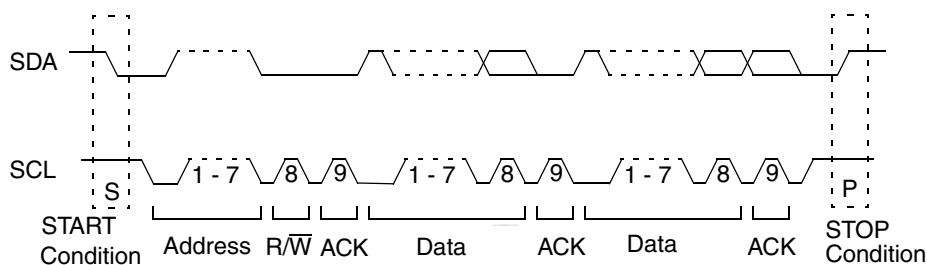 SDA
SCL
1 - 7 8 9 1 - 7 8 9 1 - 7 8 9
S P
START
Condition
Address R/W̅ ACK Data ACK Data ACK
STOP
Condition